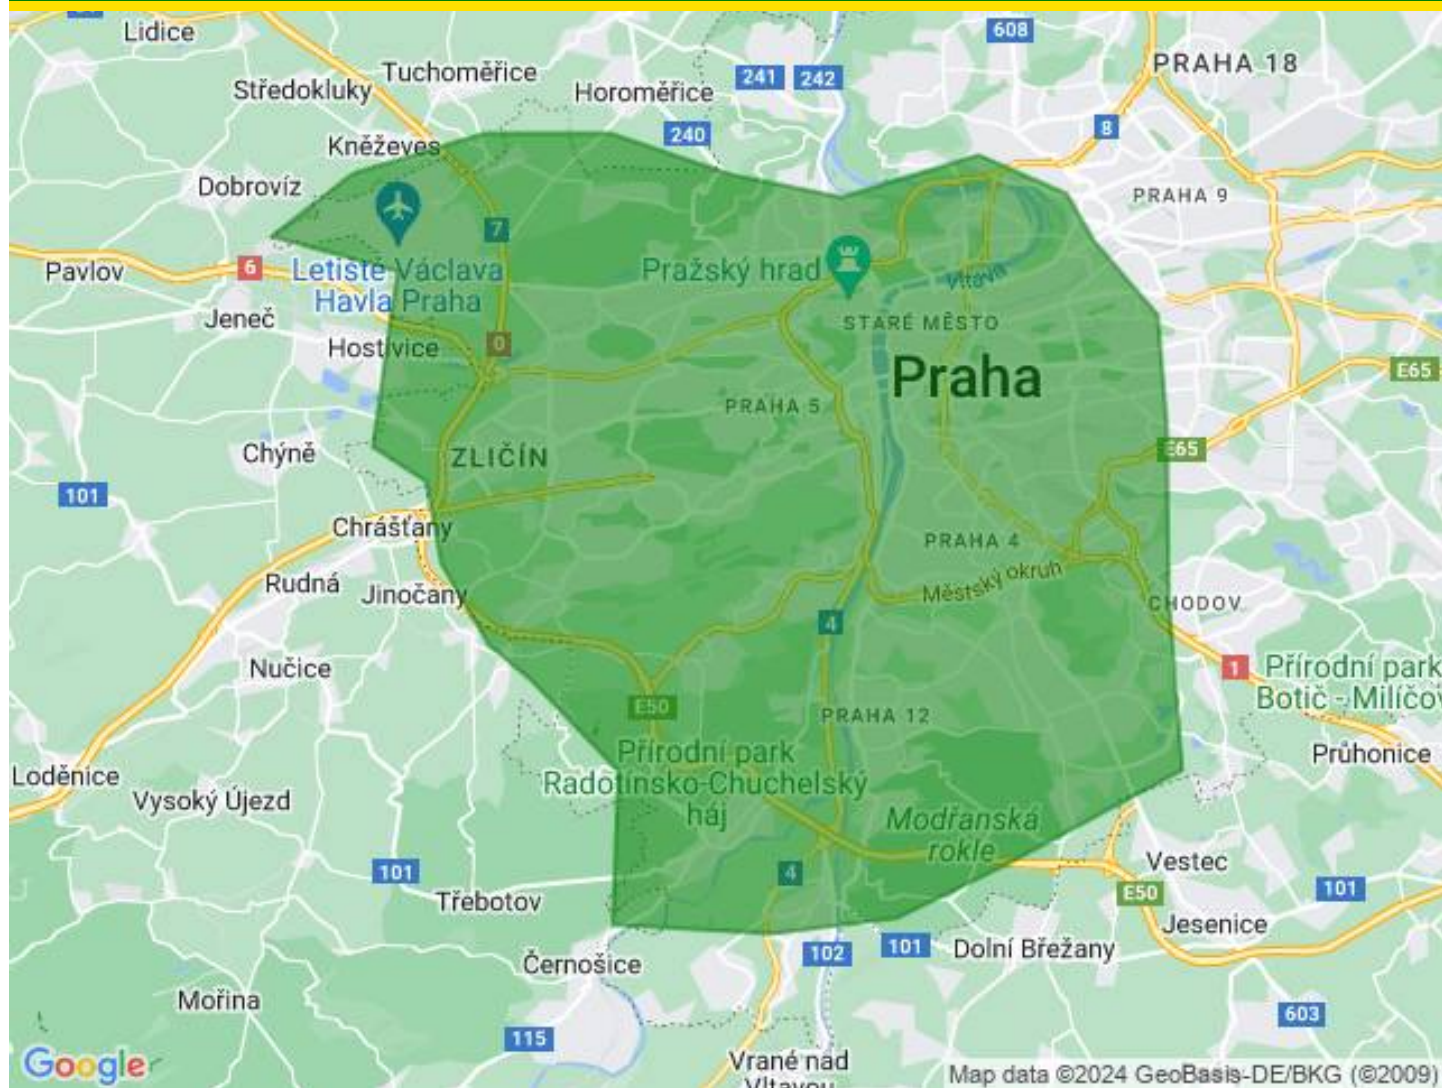 Lidice
608
PRAHA 18
Tuchoměřice
241
242
Středokluky
Horoměřice
8
240
Kněževes
Dobrovíz
PRAHA 9
7
Pavlov
6
Letiště Václava
Havla Praha
Pražský hrad
Vltava
Jeneč
STARÉ MĚSTO
Hostivice
0
Praha
E65
PRAHA 5
Chýně
ZLIČÍN
E65
101
Chrášťany
PRAHA 4
Rudná
Jinočany
Městský okruh
CHODOV
4
Nučice
1
Přírodní park
Botič - Milíčov
E50
PRAHA 12
Přírodní park
Radotínsko-Chuchelský
háj
Průhonice
Loděnice
Vysoký Újezd
Modřanská
rokle
Vestec
101
4
E50
101
Třebotov
Jesenice
Černošice
102
101
Dolní Břežany
Mořina
603
115
Google
Vrané nad
Vltavou
Map data ©2024 GeoBasis-DE/BKG (©2009)